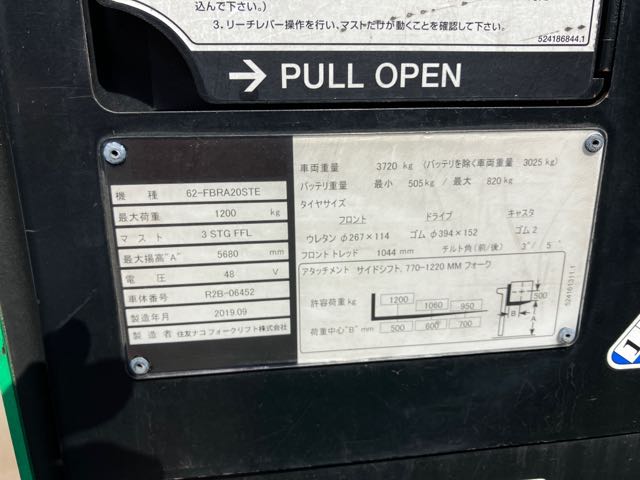 込んで下さい。)
3. リーチレバー操作を行い、マストだけが動くことを確認して下さい。
524186844.1
→ PULL OPEN
機 種 62-FBRA20STE
最大荷重 1200 kg
マスト 3 STG FFL
最大揚高"A" 5680 mm
電 圧 48 V
車体番号 R2B-06452
製造年月 2019.09
製 造 者 住友ナコ フォークリフト株式会社
車両重量 3720 kg (バッテリを除く車両重量 3025 kg)
バッテリ重量 最小 505 kg / 最大 820 kg
タイヤサイズ
フロント ドライブ キャスタ
ウレタン φ267×114 ゴム φ394×152 ゴム 2
フロントトレッド 1044 mm チルト角(前/後) 3°/ 5°
アタッチメント サイドシフト, 770-1220 MM フォーク
許容荷重 kg 1200 1060 950
荷重中心"B" mm 500 600 700
500
B
A
524161311.1